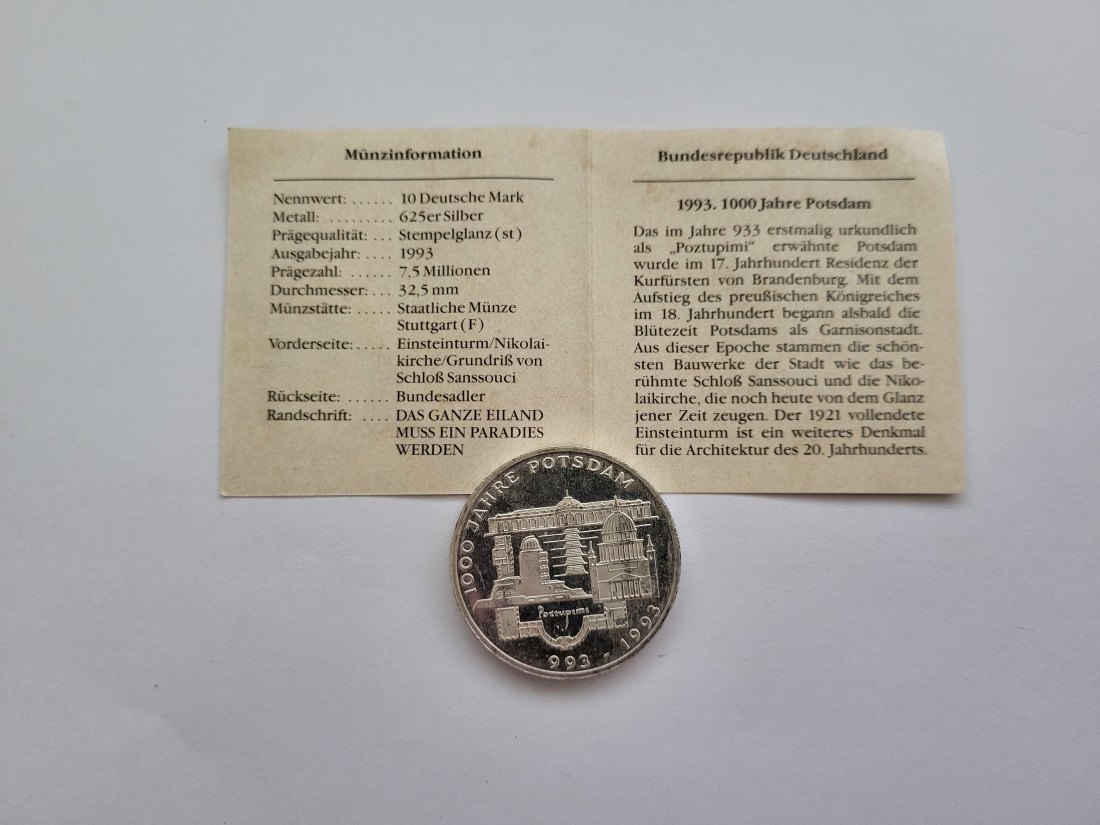 Münzinformation
Nennwert: ...... 10 Deutsche Mark
Metall: ......... 625er Silber
Prägequalität: ... Stempelglanz (st)
Ausgabejahr: .... 1993
Prägezahl: ...... 7,5 Millionen
Durchmesser: ... 32,5 mm
Münzstätte: ..... Staatliche Münze
Stuttgart (F)
Vorderseite: ..... Einsteinturm/Nikolai-
kirche/Grundriß von
Schloß Sanssouci
Rückseite: ...... Bundesadler
Randschrift: .... DAS GANZE EILAND
MUSS EIN PARADIES
WERDEN
Bundesrepublik Deutschland
1993. 1000 Jahre Potsdam
Das im Jahre 933 erstmalig urkundlich
als „Poztupimi“ erwähnte Potsdam
wurde im 17. Jahrhundert Residenz der
Kurfürsten von Brandenburg. Mit dem
Aufstieg des preußischen Königreiches
im 18. Jahrhundert begann alsbald die
Blütezeit Potsdams als Garnisonstadt.
Aus dieser Epoche stammen die schön-
sten Bauwerke der Stadt wie das be-
rühmte Schloß Sanssouci und die Niko-
laikirche, die noch heute von dem Glanz
jener Zeit zeugen. Der 1921 vollendete
Einsteinturm ist ein weiteres Denkmal
für die Architektur des 20. Jahrhunderts.
1000 JAHRE POTSDAM
Poztupimi
993 - 1993